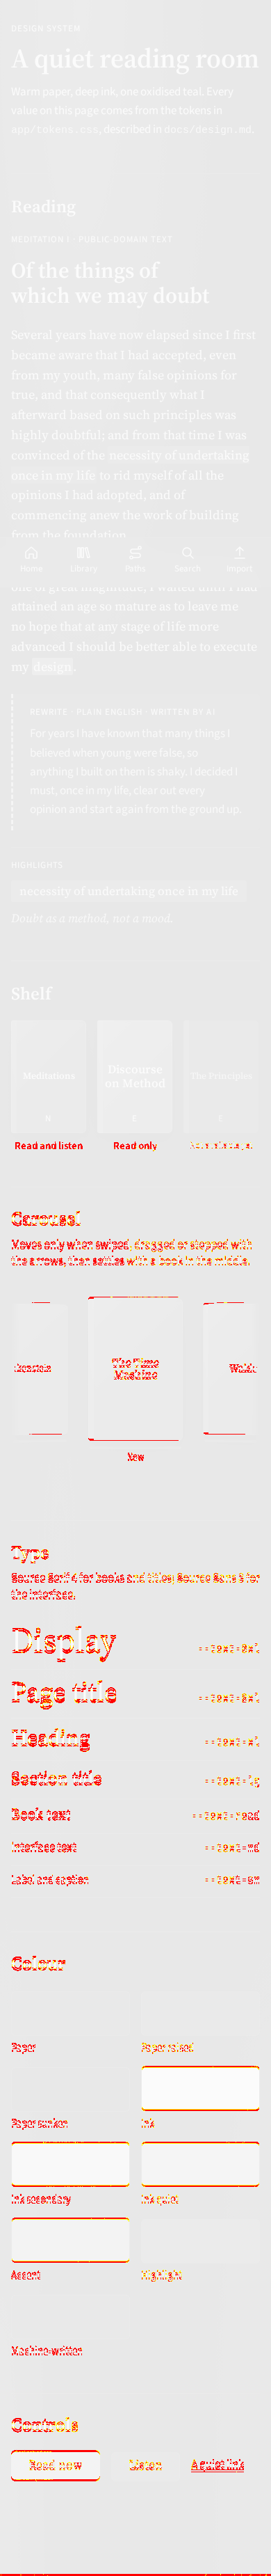 DESIGN SYSTEM
A quiet reading room
Warm paper, deep ink, one oxidised teal. Every
value on this page comes from the tokens in
app/tokens.css, described in docs/design.md.
Reading
MEDITATION I · PUBLIC-DOMAIN TEXT
Of the things of
which we may doubt
Several years have now elapsed since I first
became aware that I had accepted, even
from my youth, many false opinions for
true, and that consequently what I
afterward based on such principles was
highly doubtful; and from that time I was
convinced of the necessity of undertaking
once in my life to rid myself of all the
opinions I had adopted, and of
commencing anew the work of building
from the foundation
Home Library Paths Search Import
one of great magnitude, I waited until I had
attained an age so mature as to leave me
no hope that at any stage of life more
advanced I should be better able to execute
my design.
REWRITE · PLAIN ENGLISH · WRITTEN BY AI
For years I have known that many things I
believed when young were false, so
anything I built on them is shaky. I decided I
must, once in my life, clear out every
opinion and start again from the ground up.
HIGHLIGHTS
necessity of undertaking once in my life
Doubt as a method, not a mood.
Shelf
Meditations
Discourse
on Method
The Principles
Read and listen Read only
Carousel
Moves only when swiped, dragged or stepped with
the arrows, then settles with a book in the middle.
The Time
Machine
New
Type
Source Serif 4 for books and titles; Source Sans 3 for
the interface.
Display
Page title
Heading
Section title
Book text
Interface text
Label and caption
Colour
Paper Paper raised
Paper sunken Ink
Ink secondary Ink quiet
Accent Highlight
Machine-written
Controls
Read now Listen A quiet link